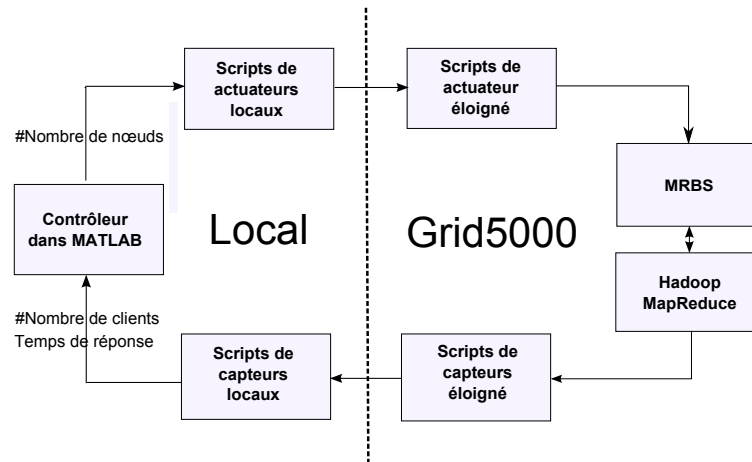 Scripts de
actuateurs
locaux
Scripts de
actuateur
éloigné
#Nombre de nœuds
MRBS
Contrôleur
dans MATLAB
Local
Grid5000
Hadoop
MapReduce
#Nombre de clients
Temps de réponse
Scripts de
capteurs
locaux
Scripts de
capteurs
éloigné